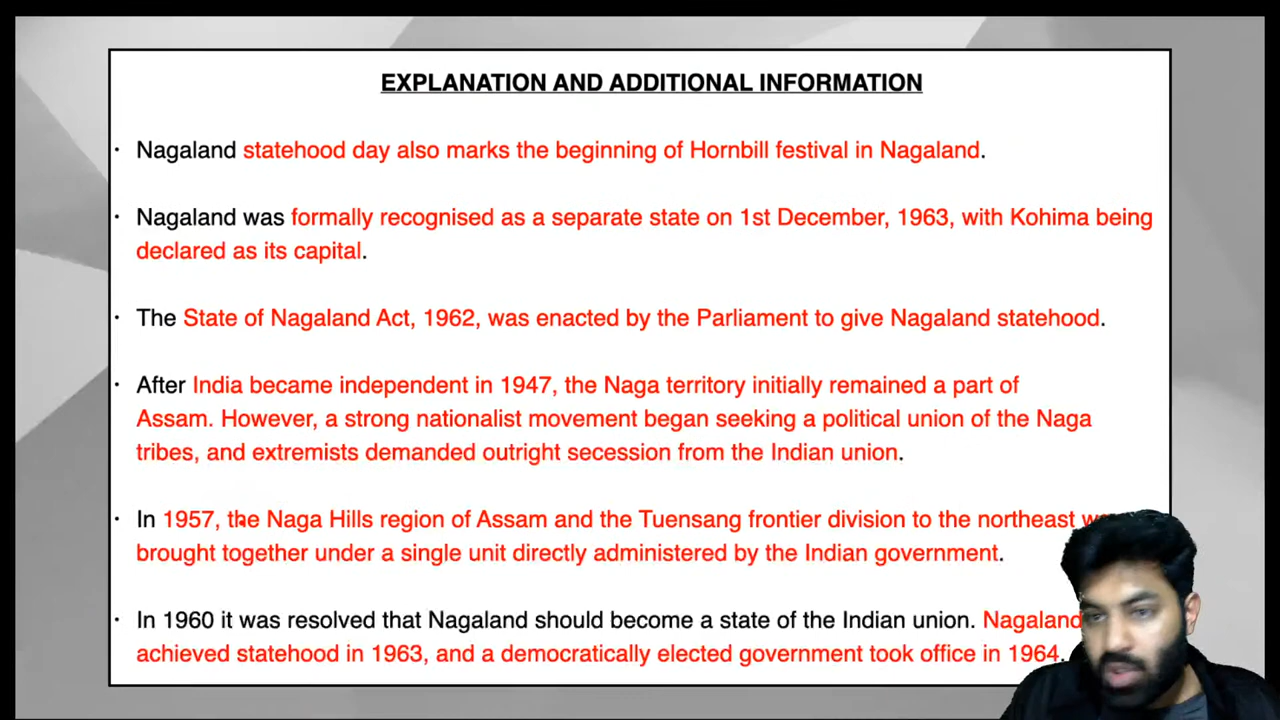 EXPLANATION AND ADDITIONAL INFORMATION
· Nagaland statehood day also marks the beginning of Hornbill festival in Nagaland.
· Nagaland was formally recognised as a separate state on 1st December, 1963, with Kohima being
declared as its capital.
· The State of Nagaland Act, 1962, was enacted by the Parliament to give Nagaland statehood.
· After India became independent in 1947, the Naga territory initially remained a part of
Assam. However, a strong nationalist movement began seeking a political union of the Naga
tribes, and extremists demanded outright secession from the Indian union.
· In 1957, the Naga Hills region of Assam and the Tuensang frontier division to the northeast
brought together under a single unit directly administered by the Indian government.
· In 1960 it was resolved that Nagaland should become a state of the Indian union. Nagaland
achieved statehood in 1963, and a democratically elected government took office in 1964.